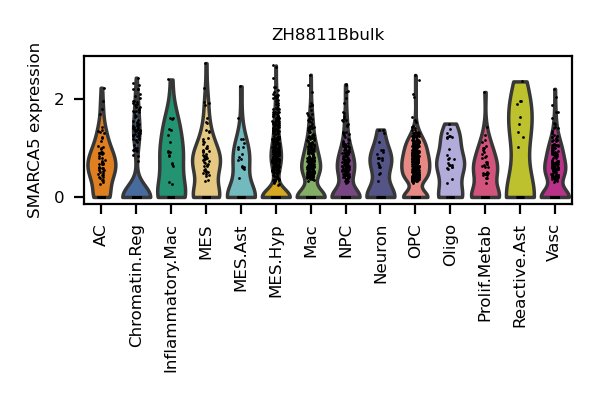 ZH8811Bbulk
SMARCA5 expression
2
0
AC
Chromatin.Reg
Inflammatory.Mac
MES
MES.Ast
MES.Hyp
Mac
NPC
Neuron
OPC
Oligo
Prolif.Metab
Reactive.Ast
Vasc